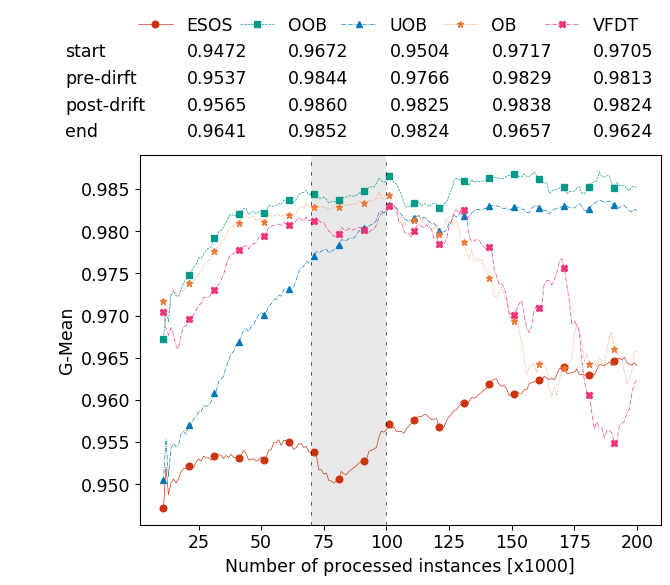 ESOS OOB UOB OB VFDT
start 0.9472 0.9672 0.9504 0.9717 0.9705
pre-dirft 0.9537 0.9844 0.9766 0.9829 0.9813
post-drift 0.9565 0.9860 0.9825 0.9838 0.9824
end 0.9641 0.9852 0.9824 0.9657 0.9624
0.985
0.980
0.975
0.970
0.965
0.960
0.955
0.950
G-Mean
25 50 75 100 125 150 175 200
Number of processed instances [x1000]